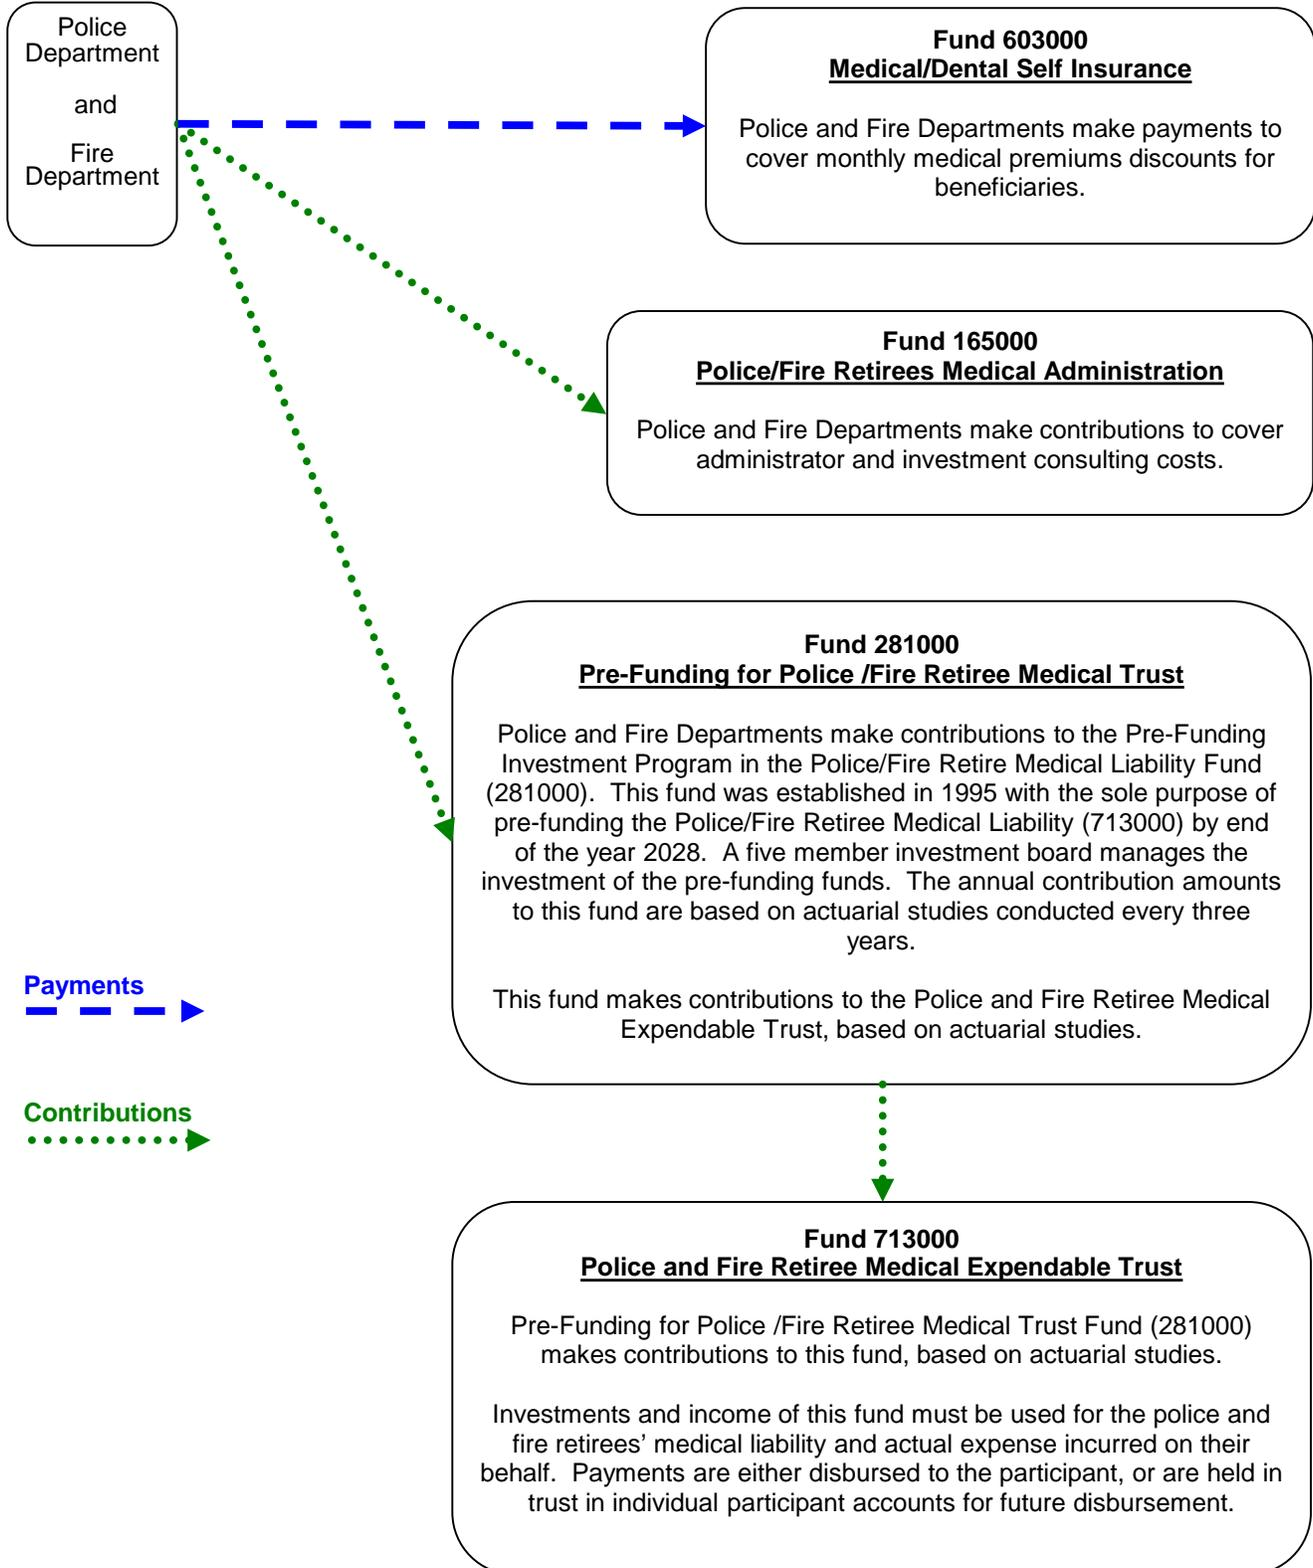 Police
Department
and
Fire
Department
Fund 603000
Medical/Dental Self Insurance
Police and Fire Departments make payments to
cover monthly medical premiums discounts for
beneficiaries.
Fund 165000
Police/Fire Retirees Medical Administration
Police and Fire Departments make contributions to cover
administrator and investment consulting costs.
Fund 281000
Pre-Funding for Police /Fire Retiree Medical Trust
Police and Fire Departments make contributions to the Pre-Funding
Investment Program in the Police/Fire Retire Medical Liability Fund
(281000).  This fund was established in 1995 with the sole purpose of
pre-funding the Police/Fire Retiree Medical Liability (713000) by end
of the year 2028.  A five member investment board manages the
investment of the pre-funding funds.  The annual contribution amounts
to this fund are based on actuarial studies conducted every three
years.
This fund makes contributions to the Police and Fire Retiree Medical
Expendable Trust, based on actuarial studies.
Payments
Contributions
Fund 713000
Police and Fire Retiree Medical Expendable Trust
Pre-Funding for Police /Fire Retiree Medical Trust Fund (281000)
makes contributions to this fund, based on actuarial studies.
Investments and income of this fund must be used for the police and
fire retirees’ medical liability and actual expense incurred on their
behalf.  Payments are either disbursed to the participant, or are held in
trust in individual participant accounts for future disbursement.